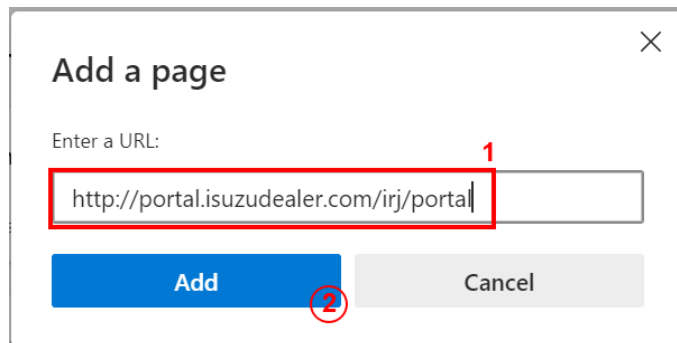 Add a page
Enter a URL:
1
http://portal.isuzudealer.com/irj/portal
Add
Cancel
2